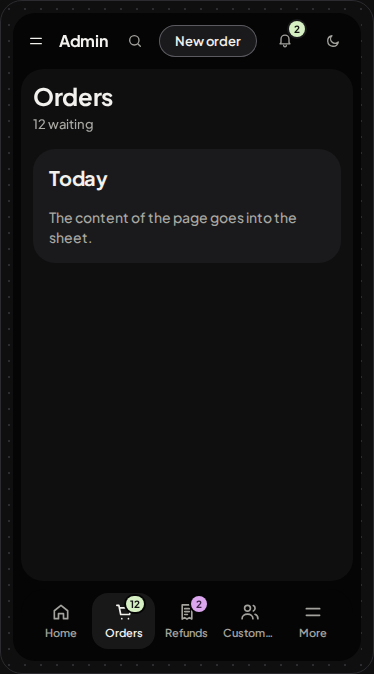 Admin
New order
2
Orders
12 waiting
Today
The content of the page goes into the
sheet.
12
2
Home
Orders
Refunds
Custom…
More